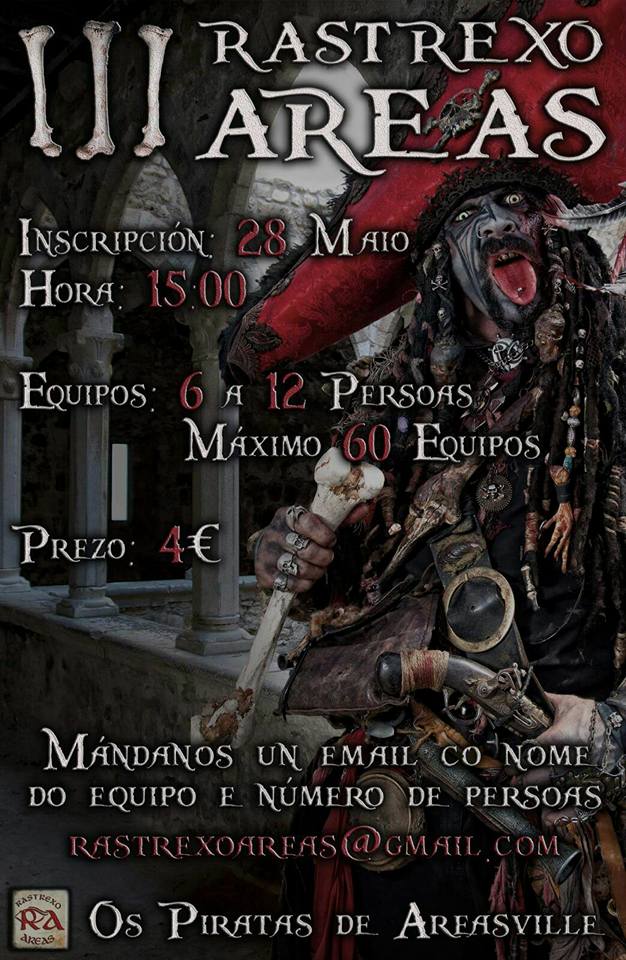 III RASTREXO
AREAS
INSCRIPCIÓN: 28 MAIO
HORA: 15:00
EQUIPOS: 6 A 12 PERSOAS
MÁXIMO 60 EQUIPOS
PREZO: 4€
MÁNDANOS UN EMAIL CO NOME
DO EQUIPO E NÚMERO DE PERSOAS
RASTREXOAREAS@GMAIL.COM
RASTREXO
RA
AREAS
OS PIRATAS DE AREASVILLE